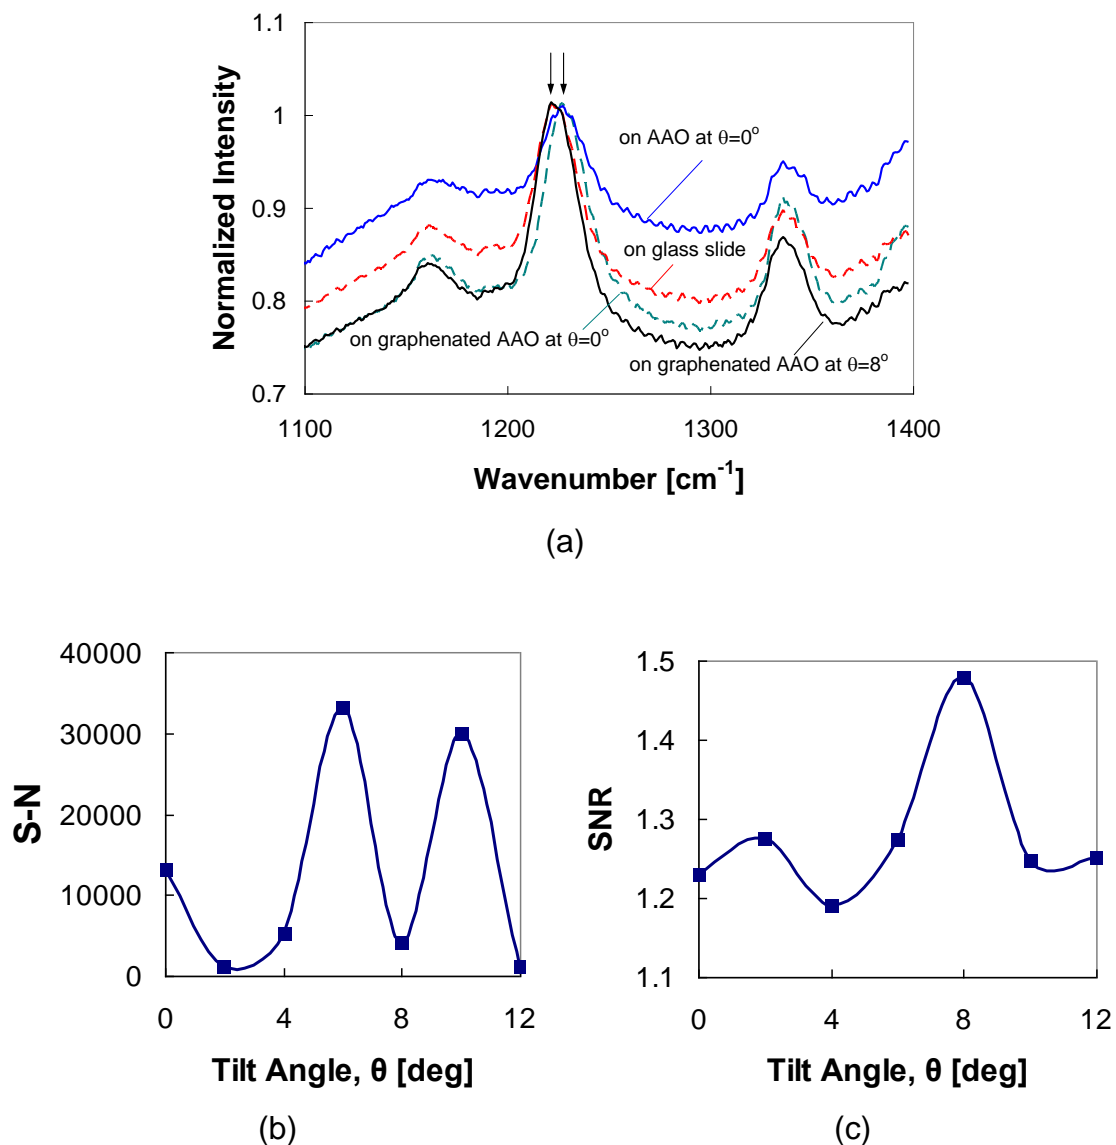 1.1
1
0.9
0.8
0.7
Normalized Intensity
on AAO at θ=0º
on glass slide
on graphenated AAO at θ=0º
on graphenated AAO at θ=8º
1100 1200 1300 1400
Wavenumber [cm⁻¹]
(a)
40000
30000
20000
10000
0
S-N
0 4 8 12
Tilt Angle, θ [deg]
(b)
1.5
1.4
1.3
1.2
1.1
SNR
0 4 8 12
Tilt Angle, θ [deg]
(c)